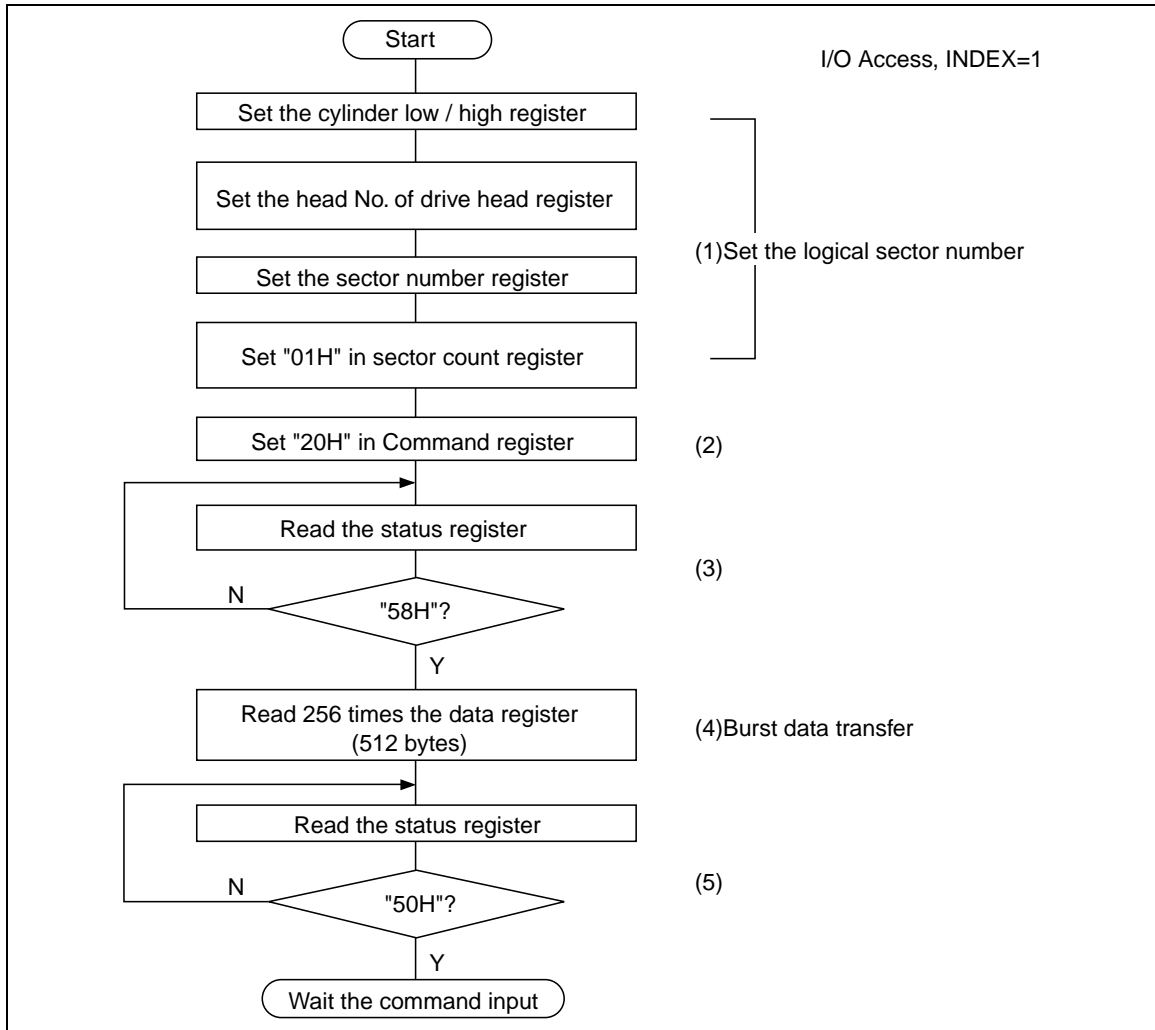 Start
I/O Access, INDEX=1
Set the cylinder low / high register
Set the head No. of drive head register
(1)Set the logical sector number
Set the sector number register
Set "01H" in sector count register
Set "20H" in Command register
(2)
Read the status register
(3)
N
"58H"?
Y
Read 256 times the data register
(512 bytes)
(4)Burst data transfer
Read the status register
N
(5)
"50H"?
Y
Wait the command input